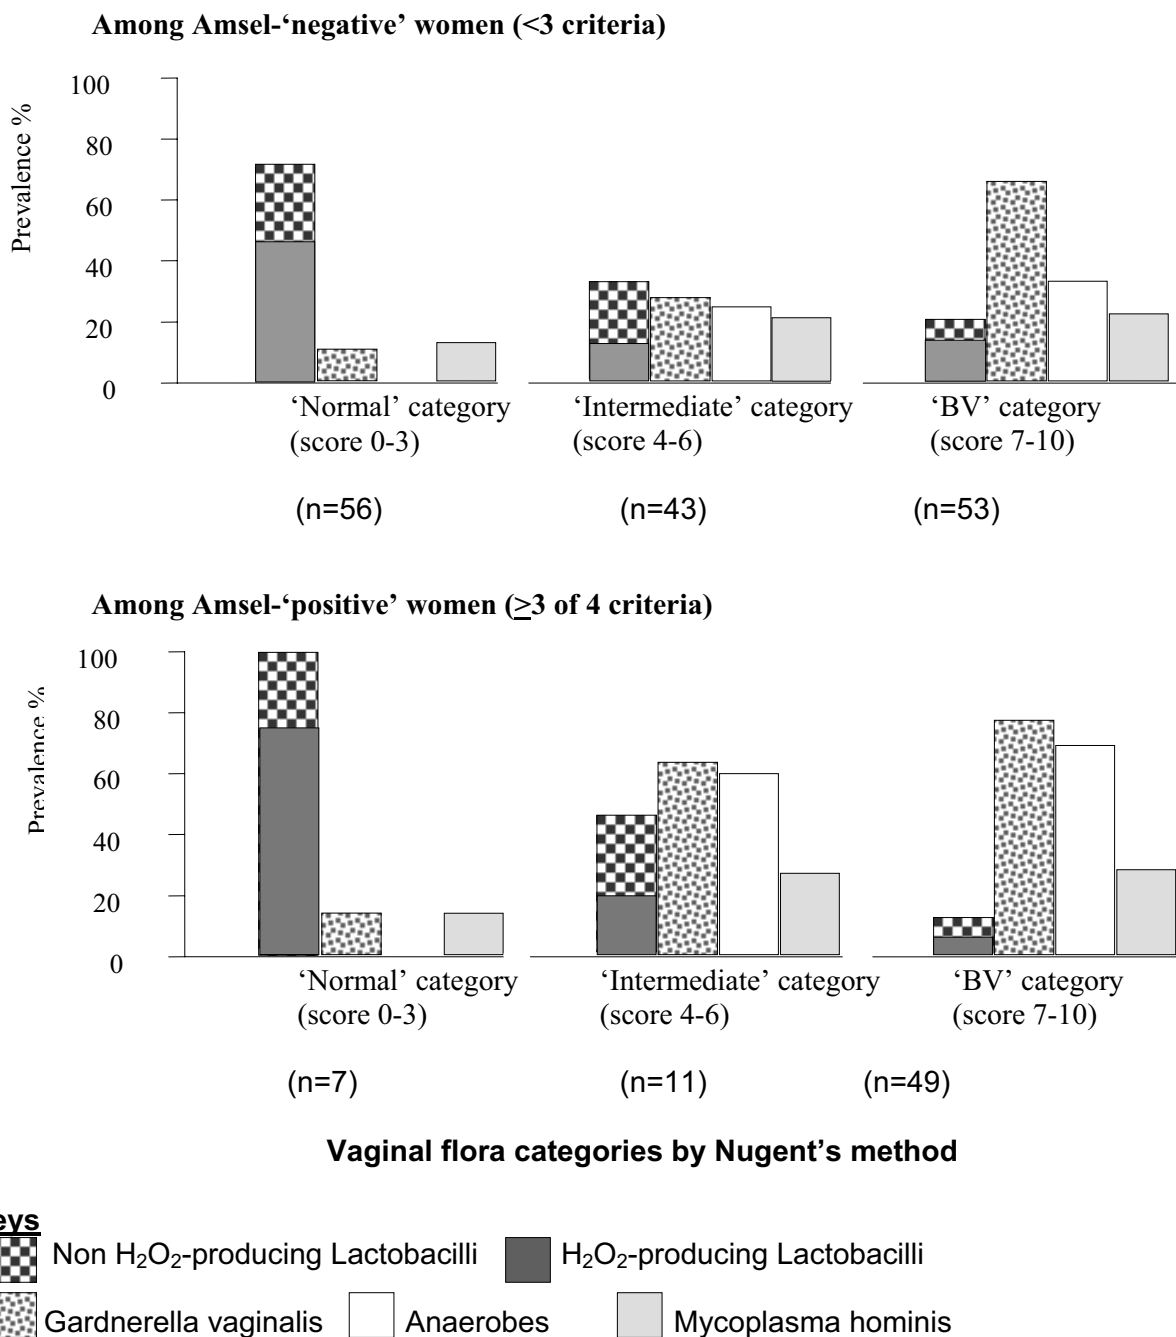 Among Amsel-‘negative’ women (<3 criteria)
Prevalence %
100
80
60
40
20
0
‘Normal’ category ‘Intermediate’ category ‘BV’ category
(score 0-3) (score 4-6) (score 7-10)
(n=56) (n=43) (n=53)
Among Amsel-‘positive’ women (≥3 of 4 criteria)
Prevalence %
100
80
60
40
20
0
‘Normal’ category ‘Intermediate’ category ‘BV’ category
(score 0-3) (score 4-6) (score 7-10)
(n=7) (n=11) (n=49)
Vaginal flora categories by Nugent’s method
eys
Non H₂O₂-producing Lactobacilli H₂O₂-producing Lactobacilli
Gardnerella vaginalis Anaerobes Mycoplasma hominis